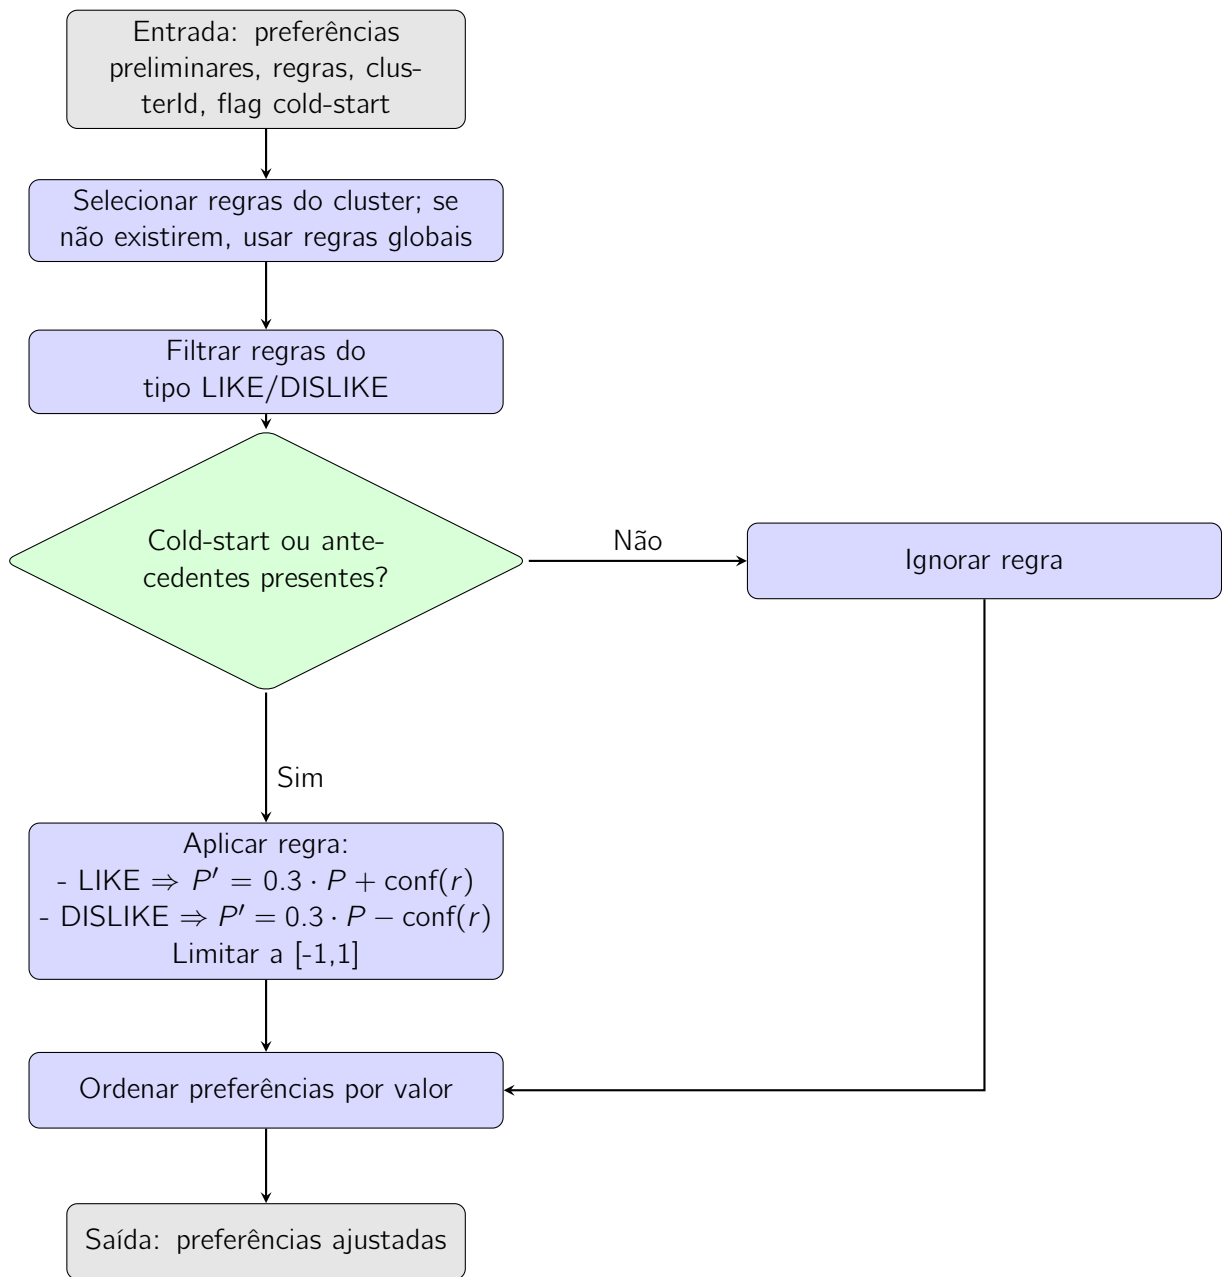 Entrada: preferências
preliminares, regras, clus-
terId, flag cold-start
Selecionar regras do cluster; se
não existirem, usar regras globais
Filtrar regras do
tipo LIKE/DISLIKE
Cold-start ou ante-
cedentes presentes?
Não
Ignorar regra
Sim
Aplicar regra:
- LIKE ⇒ P′ = 0.3 · P + conf(r)
- DISLIKE ⇒ P′ = 0.3 · P − conf(r)
Limitar a [-1,1]
Ordenar preferências por valor
Saída: preferências ajustadas